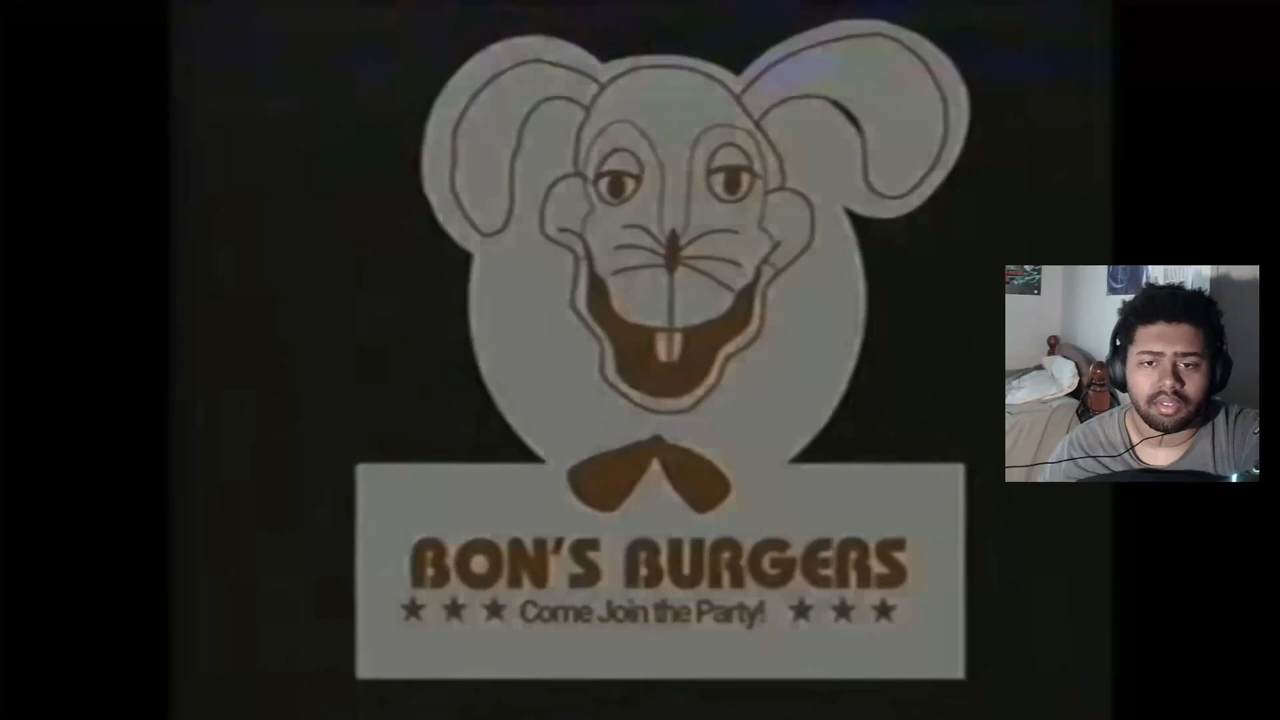 BON'S BURGERS
★ ★ ★ Come Join the Party! ★ ★ ★